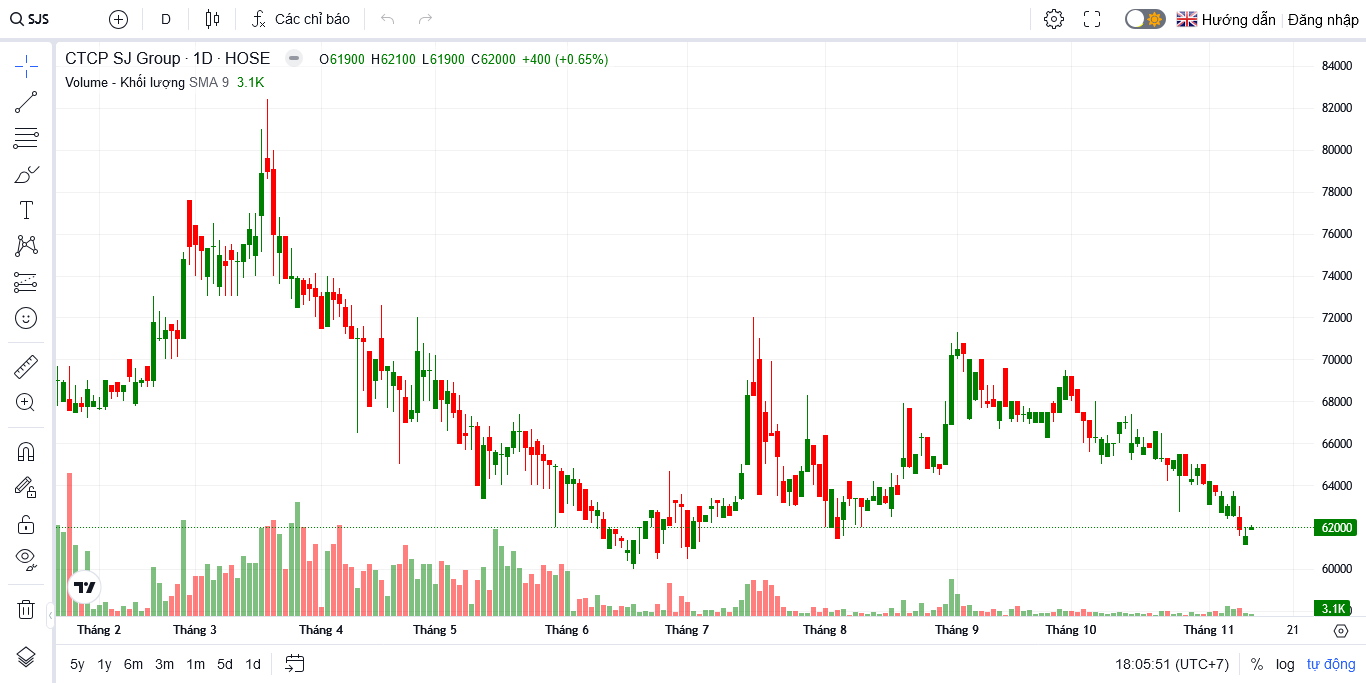 SJS D Các chỉ báo Hướng dẫn Đăng nhập
CTCP SJ Group · 1D · HOSE O61900 H62100 L61900 C62000 +400 (+0.65%)
Volume - Khối lượng SMA 9 3.1K
84000
82000
80000
78000
76000
74000
72000
70000
68000
66000
64000
62000
60000
3.1K
Tháng 2 Tháng 3 Tháng 4 Tháng 5 Tháng 6 Tháng 7 Tháng 8 Tháng 9 Tháng 10 Tháng 11 21
5y 1y 6m 3m 1m 5d 1d 18:05:51 (UTC+7) % log tự động